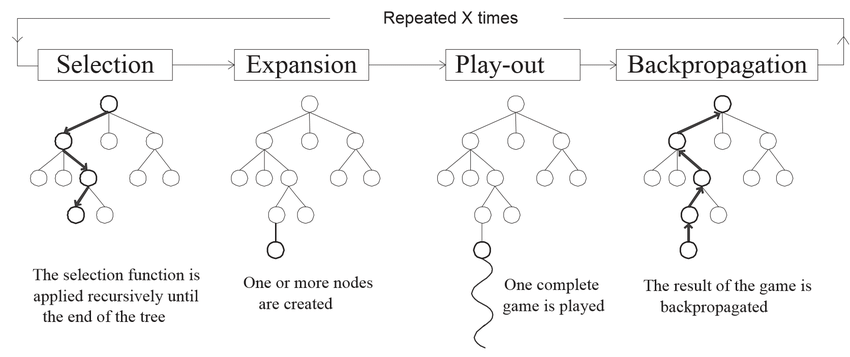 Repeated X times
Selection
Expansion
Play-out
Backpropagation
The selection function is
applied recursively until
the end of the tree
One or more nodes
are created
One complete
game is played
The result of the game is
backpropagated